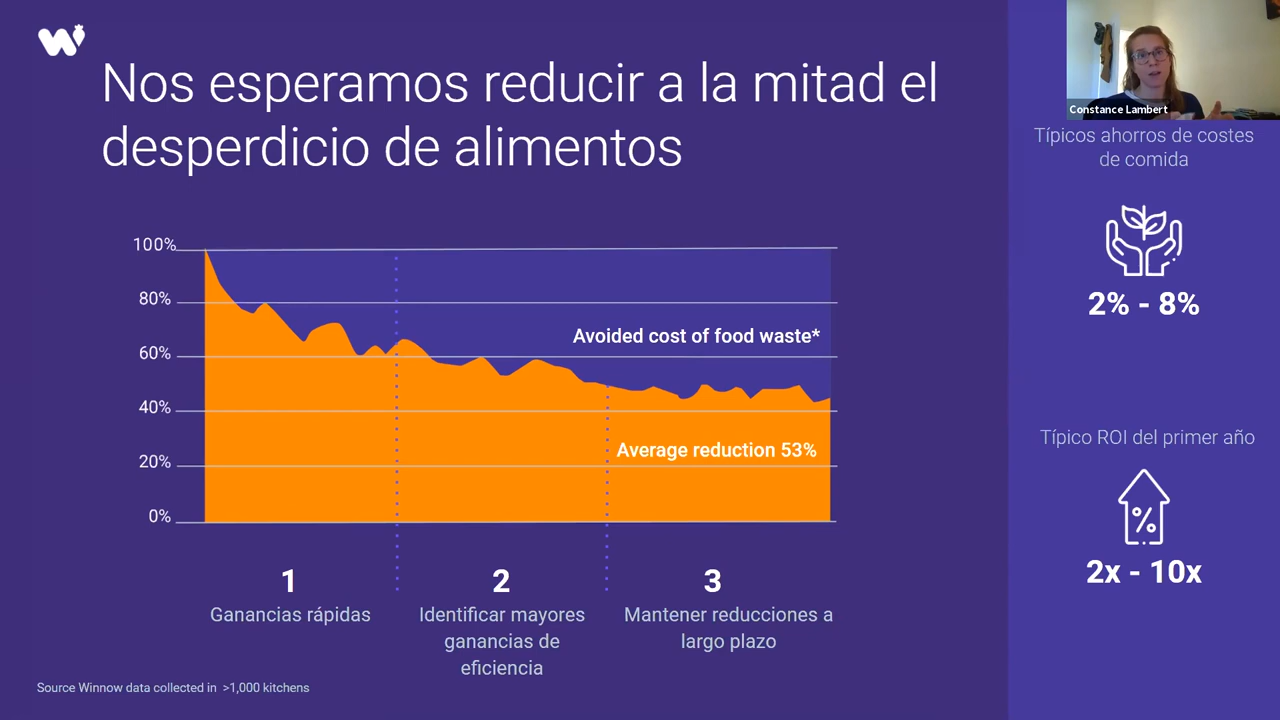 Nos esperamos reducir a la mitad el
desperdicio de alimentos
100%
80%
60%
40%
20%
0%
Avoided cost of food waste*
Average reduction 53%
1
Ganancias rápidas
2
Identificar mayores
ganancias de
eficiencia
3
Mantener reducciones a
largo plazo
Source Winnow data collected in >1,000 kitchens
Constance Lambert
Típicos ahorros de costes
de comida
2% - 8%
Típico ROI del primer año
%
2x - 10x